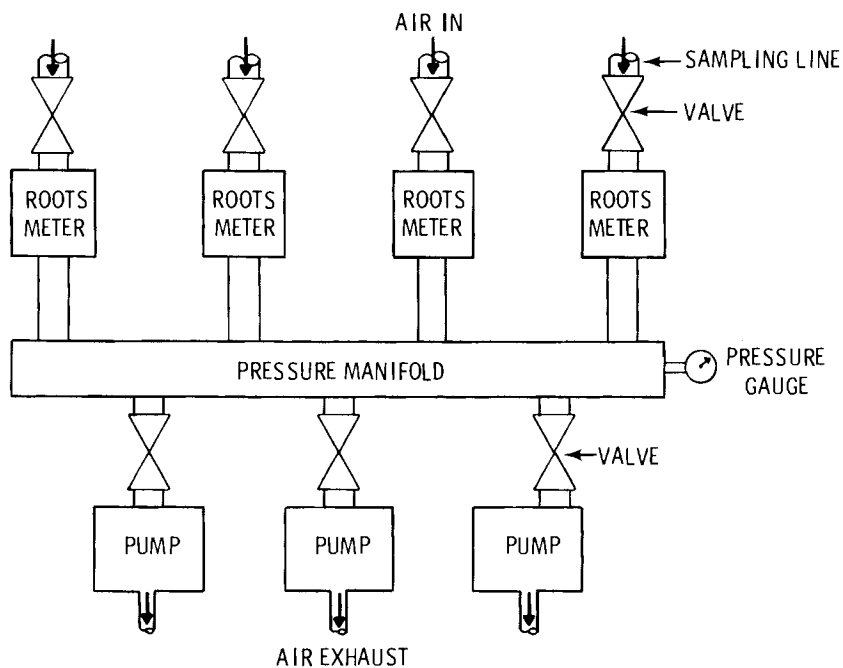 AIR IN
SAMPLING LINE
VALVE
ROOTS
METER
ROOTS
METER
ROOTS
METER
ROOTS
METER
PRESSURE MANIFOLD
PRESSURE
GAUGE
VALVE
PUMP
PUMP
PUMP
AIR EXHAUST